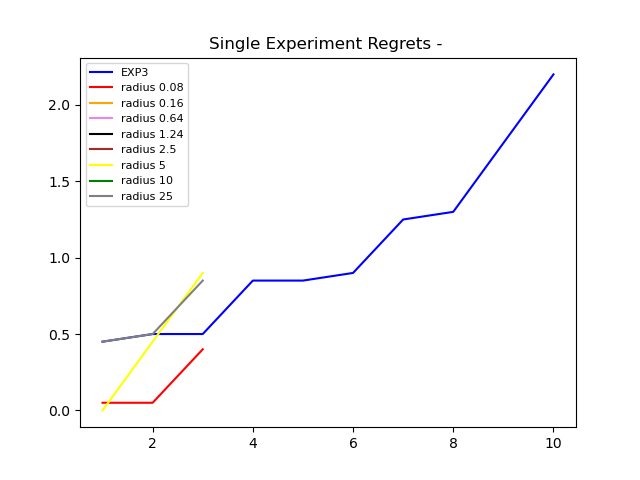 Single Experiment Regrets -
EXP3
radius 0.08
radius 0.16
radius 0.64
radius 1.24
radius 2.5
radius 5
radius 10
radius 25
2.0
1.5
1.0
0.5
0.0
2 4 6 8 10